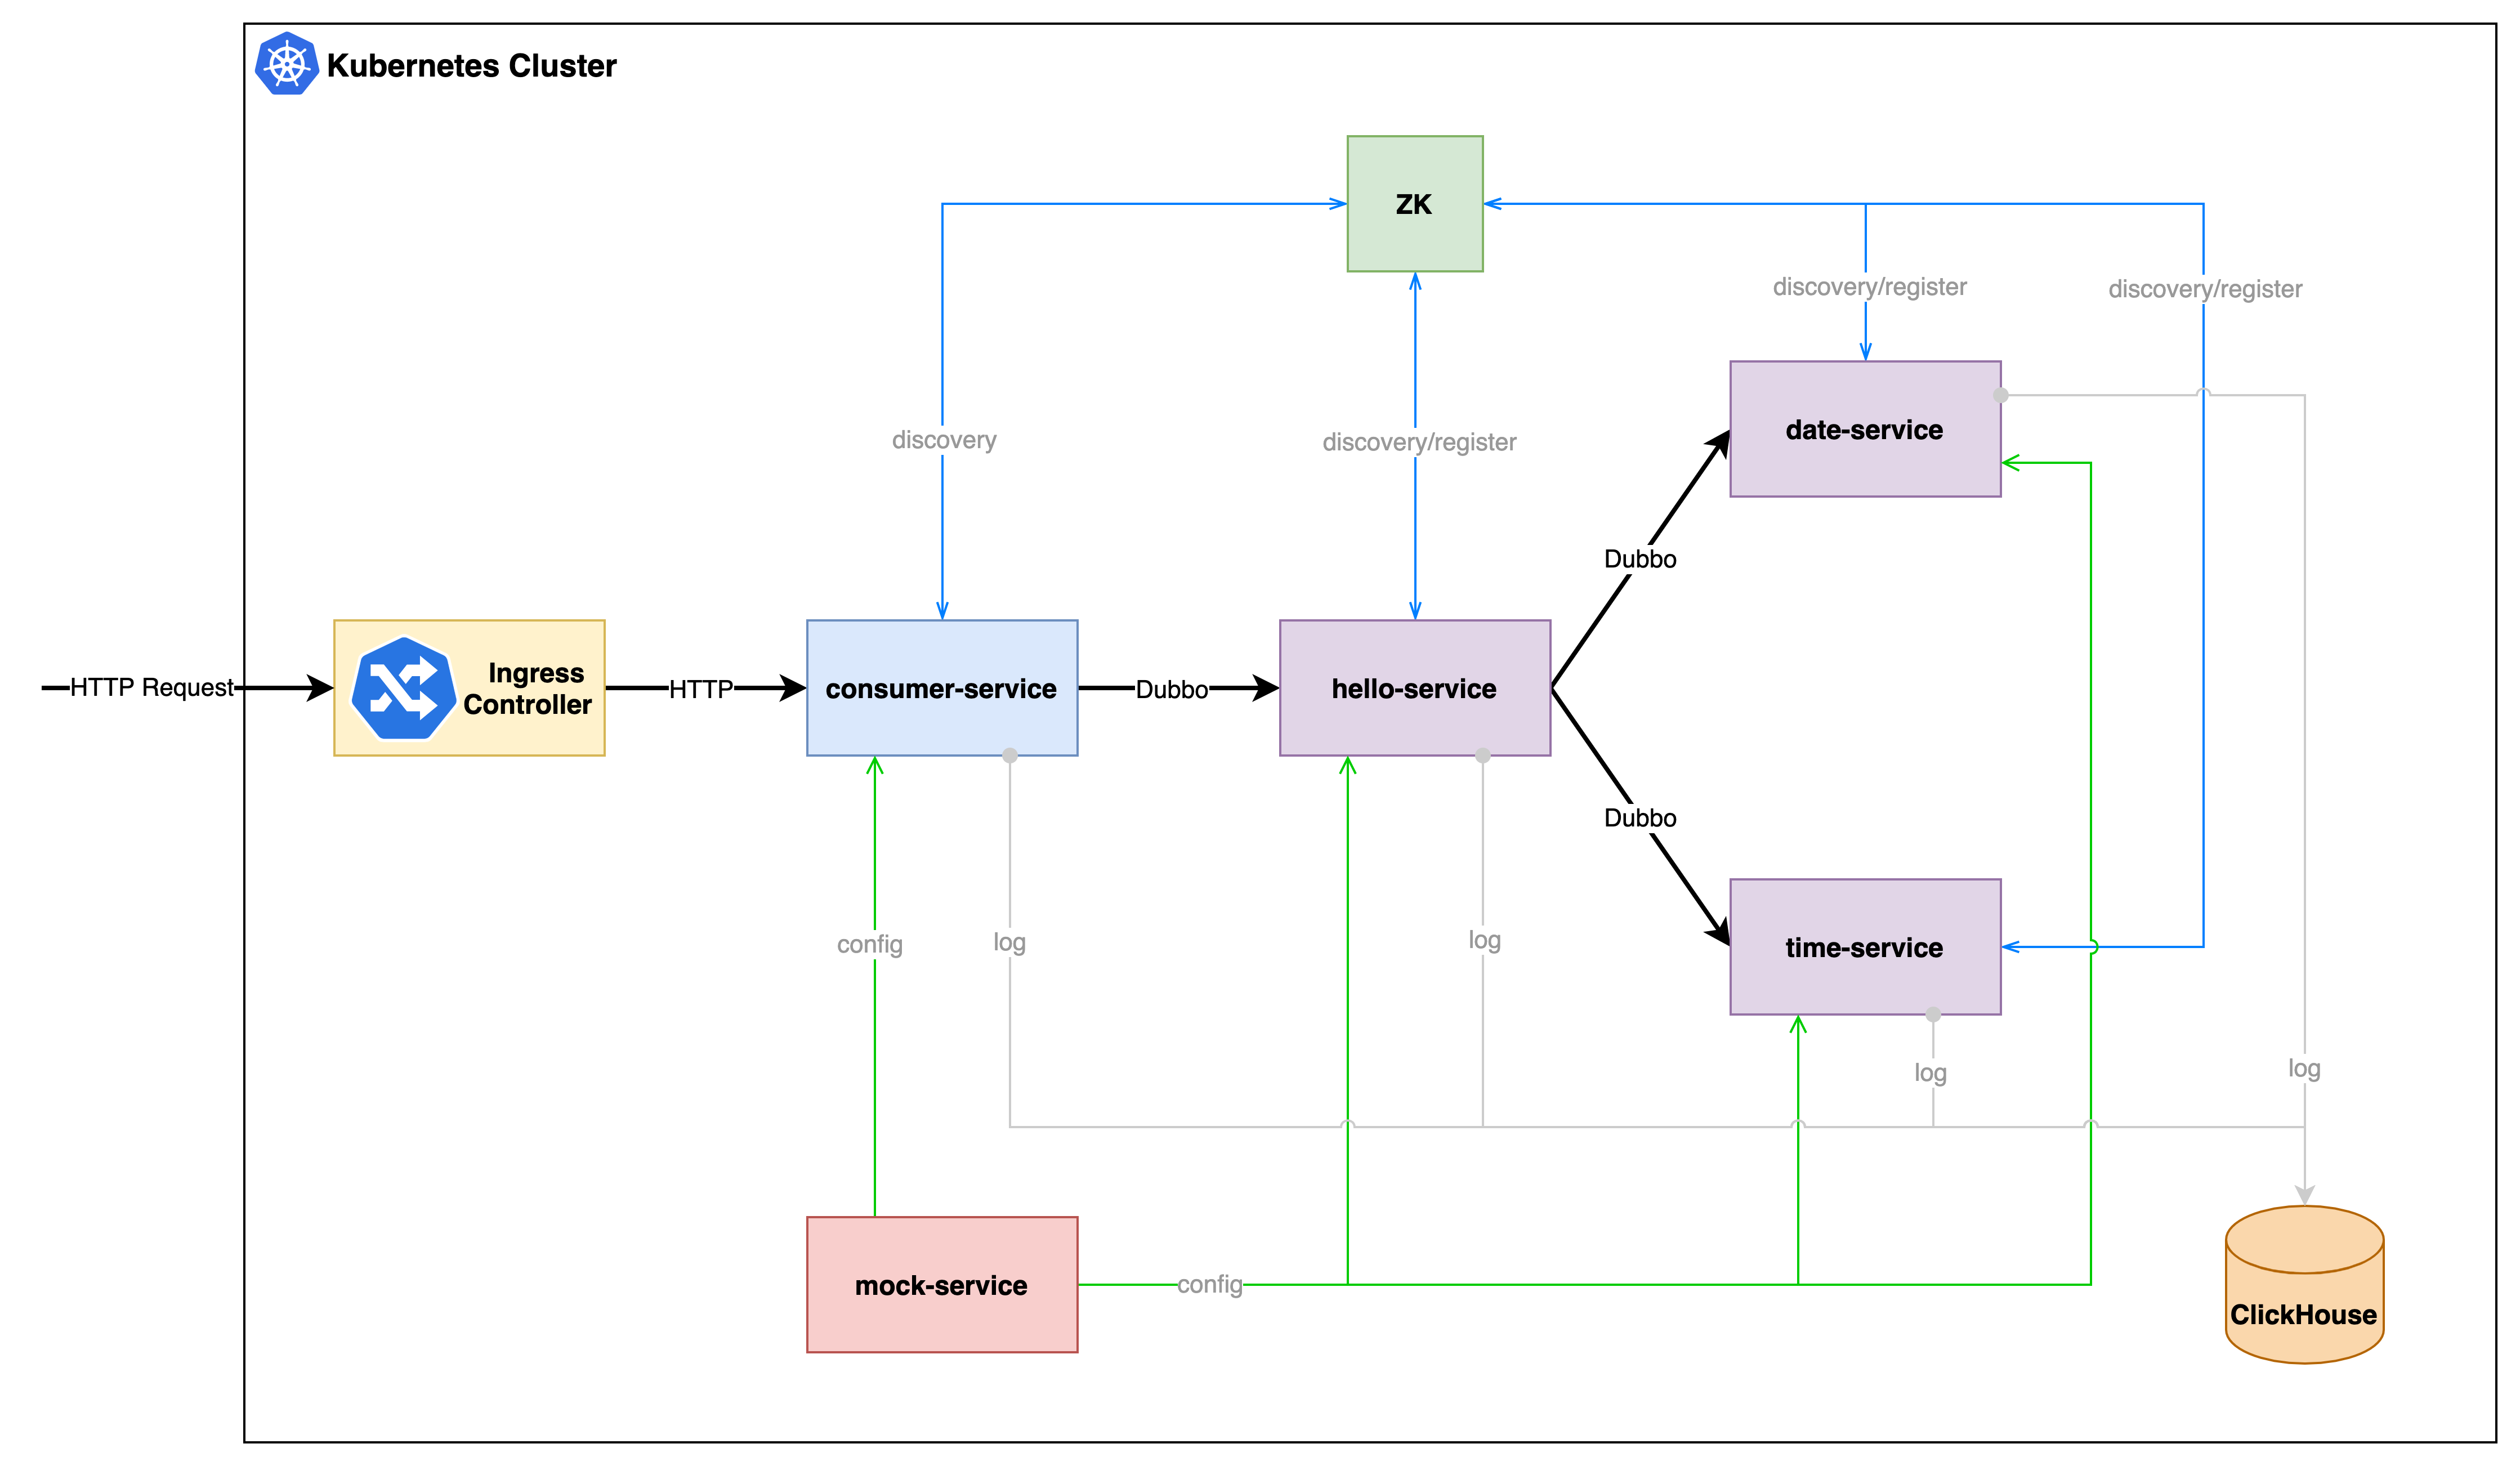 Kubernetes Cluster
ZK
discovery/register
discovery/register
discovery
discovery/register
date-service
Dubbo
HTTP Request
Ingress
Controller
HTTP
consumer-service
Dubbo
hello-service
Dubbo
time-service
config
log
log
log
log
mock-service
config
ClickHouse